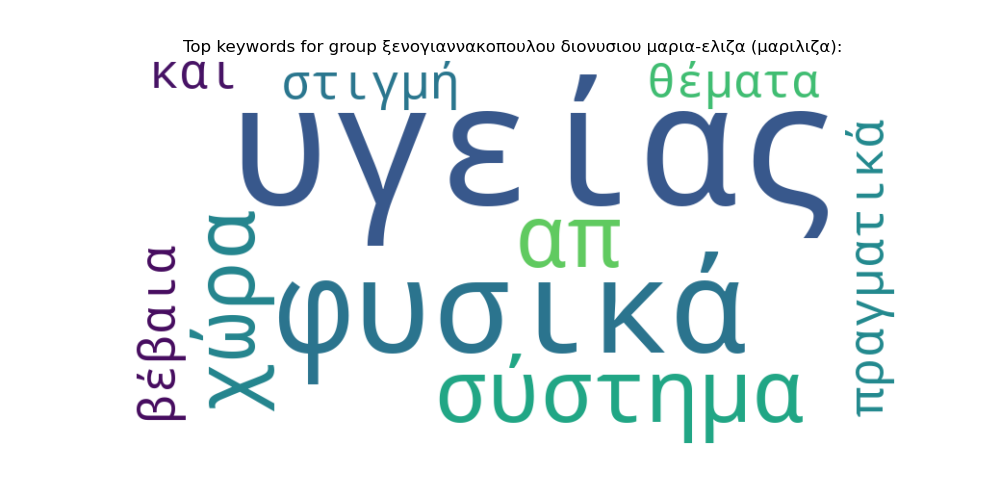 Top keywords for group ξενογιαννακοπουλου διονυσιου μαρια-ελιζα (μαριλιζα):
και
στιγμή
θέματα
υγείας
πραγματικά
χώρα
απ
βέβαια
φυσικά
σύστημα